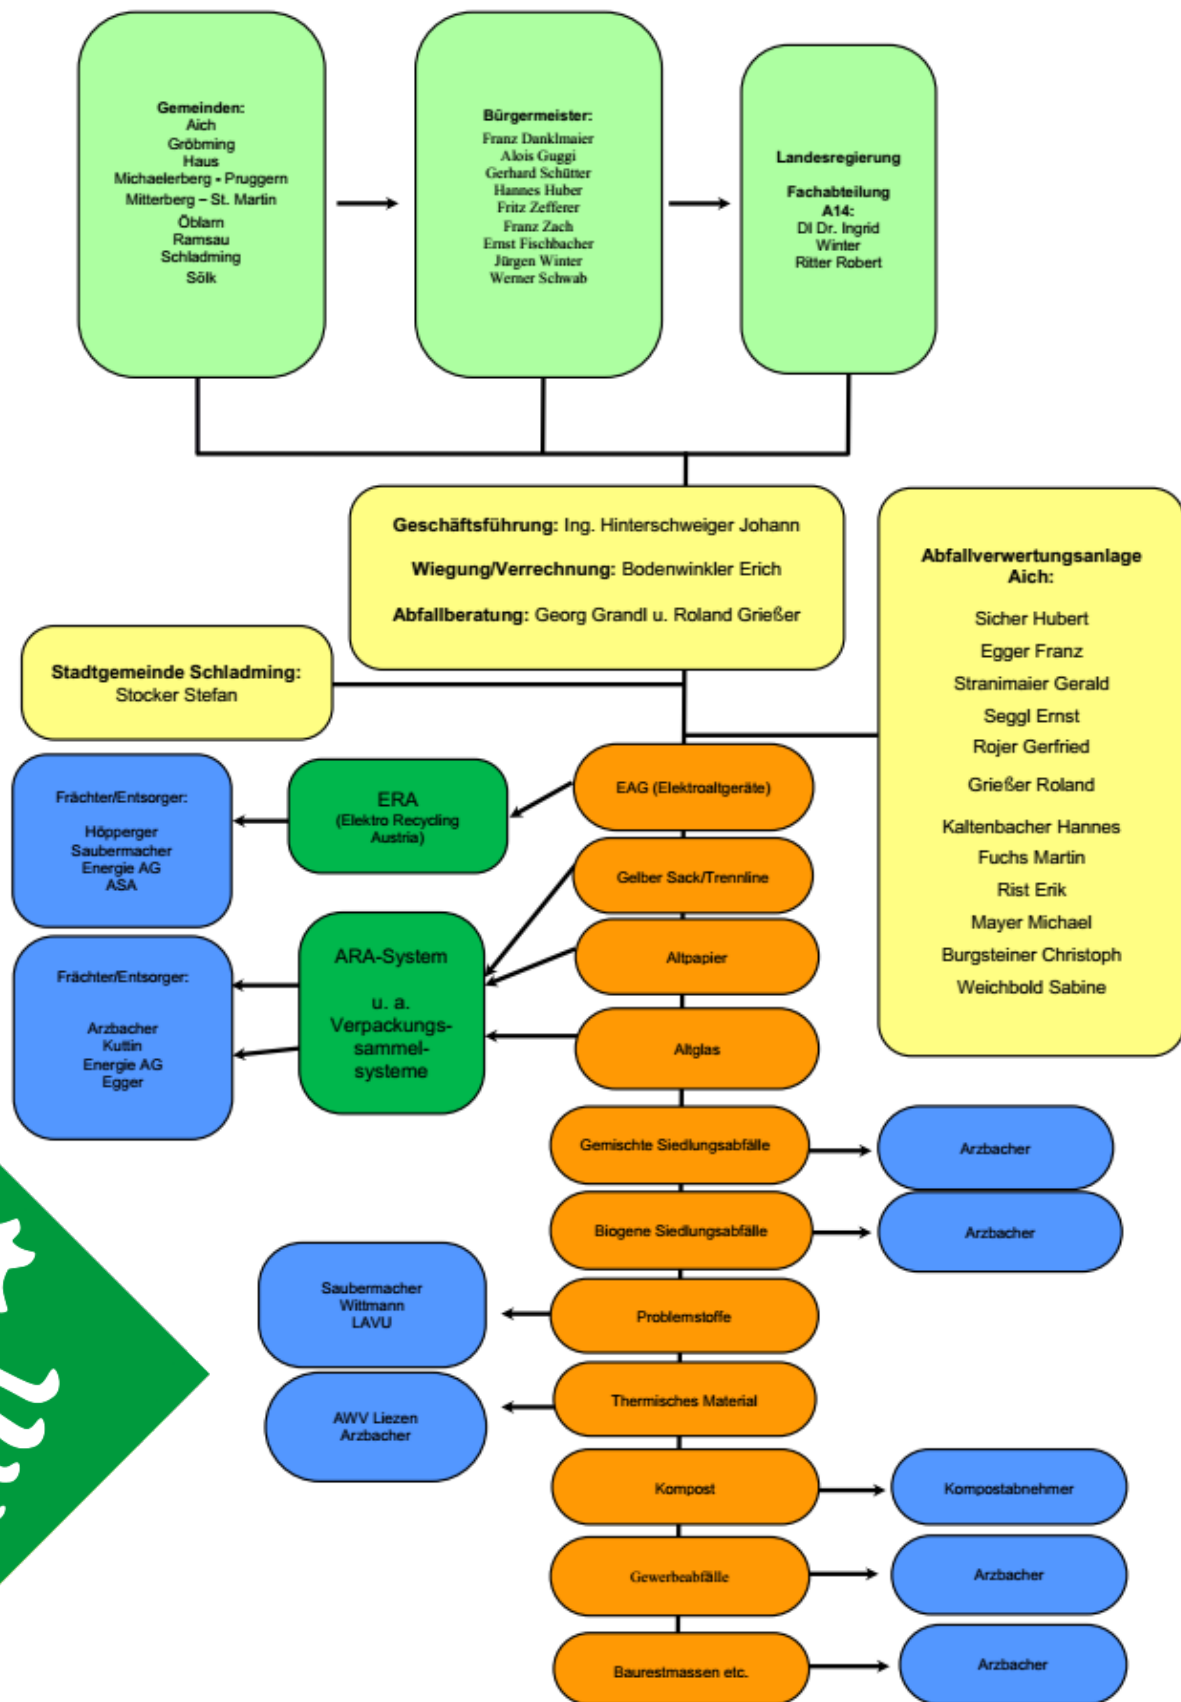 Gemeinden:
Aich
Gröbming
Haus
Michaelerberg - Pruggern
Mitterberg – St. Martin
Öblarn
Ramsau
Schladming
Sölk
Bürgermeister:
Franz Danklmaier
Alois Guggi
Gerhard Schütter
Hannes Huber
Fritz Zefferer
Franz Zach
Ernst Fischbacher
Jürgen Winter
Werner Schwab
Landesregierung
Fachabteilung
A14:
DI Dr. Ingrid
Winter
Ritter Robert
Geschäftsführung: Ing. Hinterschweiger Johann
Wiegung/Verrechnung: Bodenwinkler Erich
Abfallberatung: Georg Grandl u. Roland Grießer
Abfallverwertungsanlage
Aich:
Sicher Hubert
Egger Franz
Stranimaier Gerald
Seggl Ernst
Rojer Gerfried
Grießer Roland
Kaltenbacher Hannes
Fuchs Martin
Rist Erik
Mayer Michael
Burgsteiner Christoph
Weichbold Sabine
Stadtgemeinde Schladming:
Stocker Stefan
Frächter/Entsorger:
Höpperger
Saubermacher
Energie AG
ASA
ERA
(Elektro Recycling
Austria)
EAG (Elektroaltgeräte)
Gelber Sack/Trennline
Frächter/Entsorger:
Arzbacher
Kuttin
Energie AG
Egger
ARA-System
u. a.
Verpackungs-
sammel-
systeme
Altpapier
Altglas
Gemischte Siedlungsabfälle
Arzbacher
Biogene Siedlungsabfälle
Arzbacher
Saubermacher
Wittmann
LAVU
Problemstoffe
AWV Liezen
Arzbacher
Thermisches Material
Kompost
Kompostabnehmer
Gewerbeabfälle
Arzbacher
Baurestmassen etc.
Arzbacher